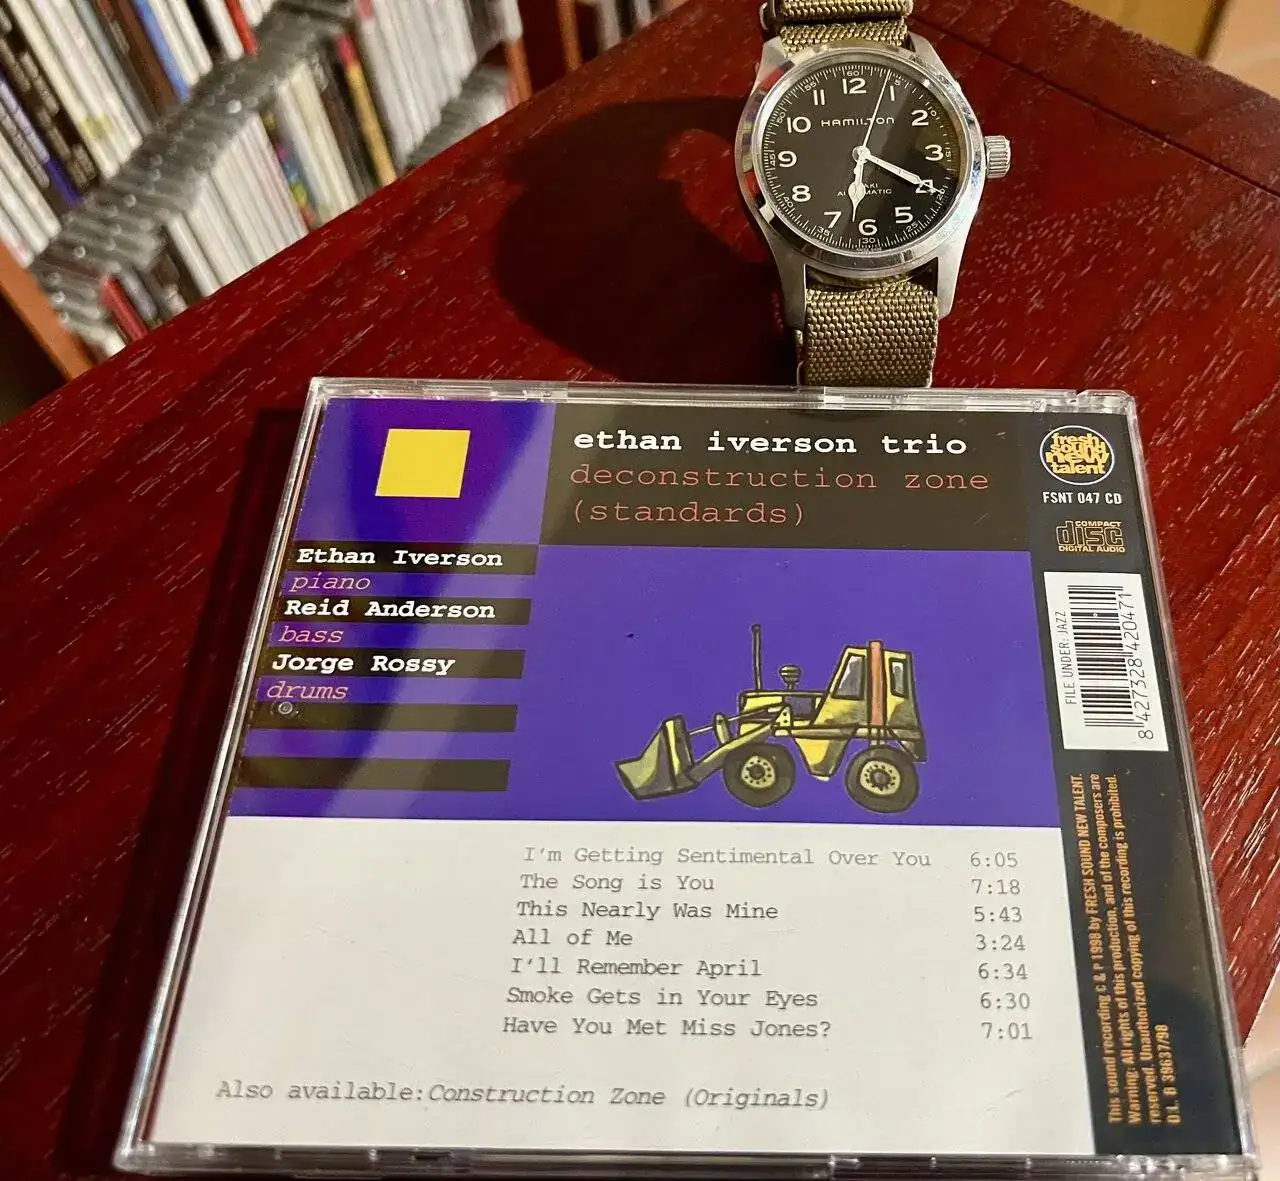 12
1
2
3
4
5
6
7
8
9
10
11
60
HAMILTON
AUTOMATIC
ethan iverson trio
deconstruction zone
(standards)
fresh
sound
new
talent
FSNT 047 CD
COMPACT
disc
DIGITAL AUDIO
Ethan Iverson
piano
Reid Anderson
bass
Jorge Rossy
drums
FILE UNDER: JAZZ
8 427328 420471
I'm Getting Sentimental Over You 6:05
The Song is You 7:18
This Nearly Was Mine 5:43
All of Me 3:24
I'll Remember April 6:34
Smoke Gets in Your Eyes 6:30
Have You Met Miss Jones? 7:01
Also available: Construction Zone (Originals)
This sound recording C & P 1998 by FRESH SOUND NEW TALENT.
Warning: All rights of this production, and of the composers are
reserved. Unauthorized copying of this recording is prohibited.
D.L. B 39637/98